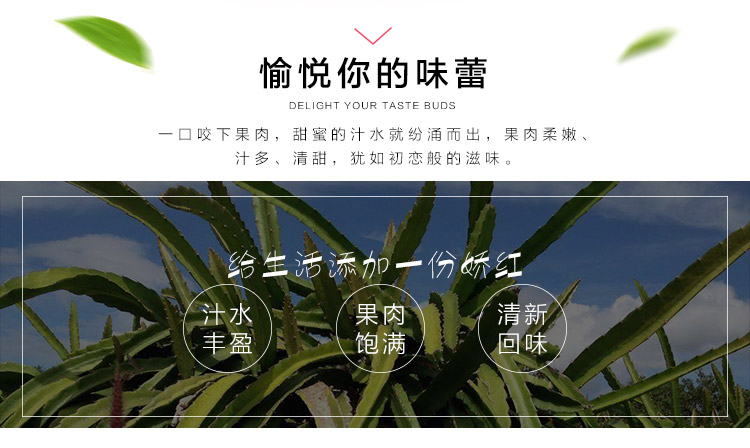 愉悦你的味蕾
DELIGHT YOUR TASTE BUDS
一口咬下果肉，甜蜜的汁水就纷涌而出，果肉柔嫩、
汁多、清甜，犹如初恋般的滋味。
给生活添加一份娇红
汁水
丰盈
果肉
饱满
清新
回味